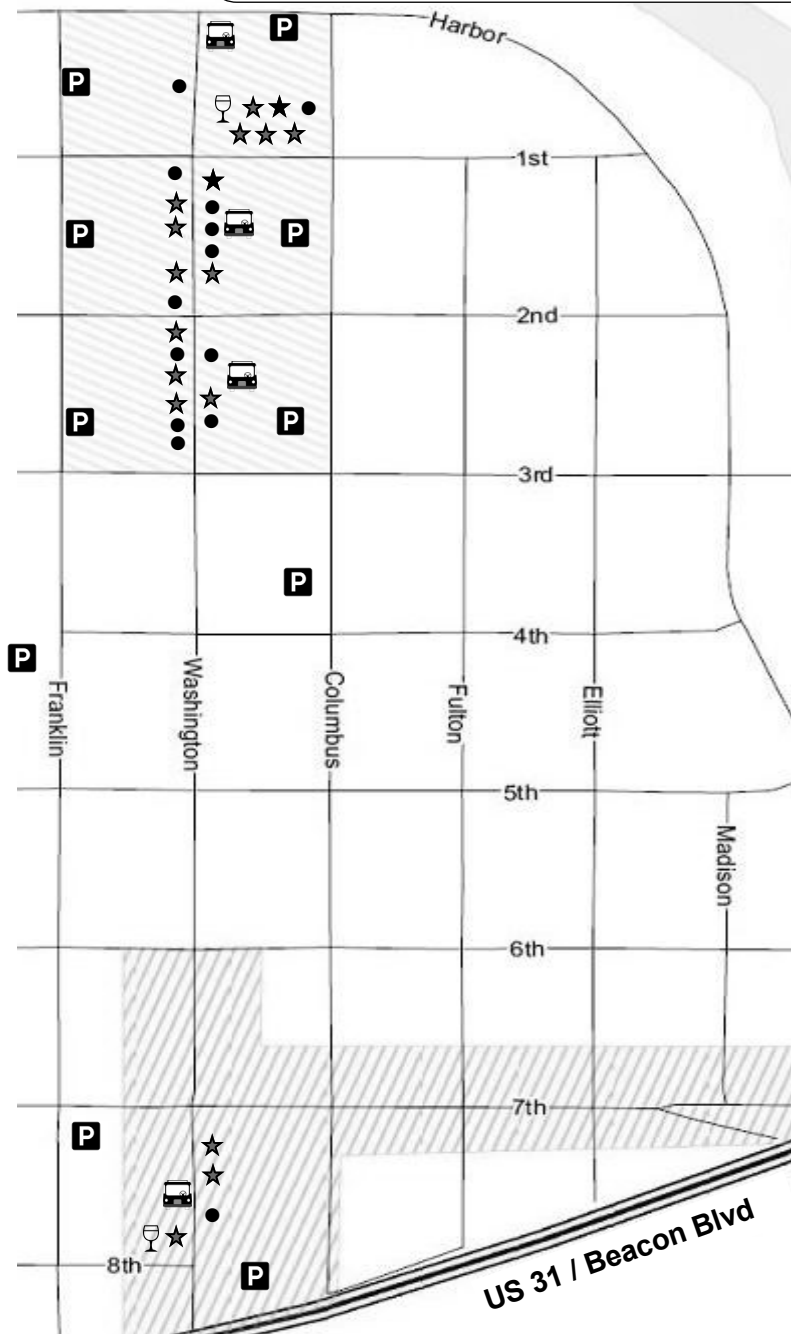 P
Harbor
P
1st
P
P
2nd
P
P
3rd
P
4th
P
Franklin
Washington
Columbus
Fulton
Elliott
5th
Madison
6th
7th
P
8th
P
US 31 / Beacon Blvd